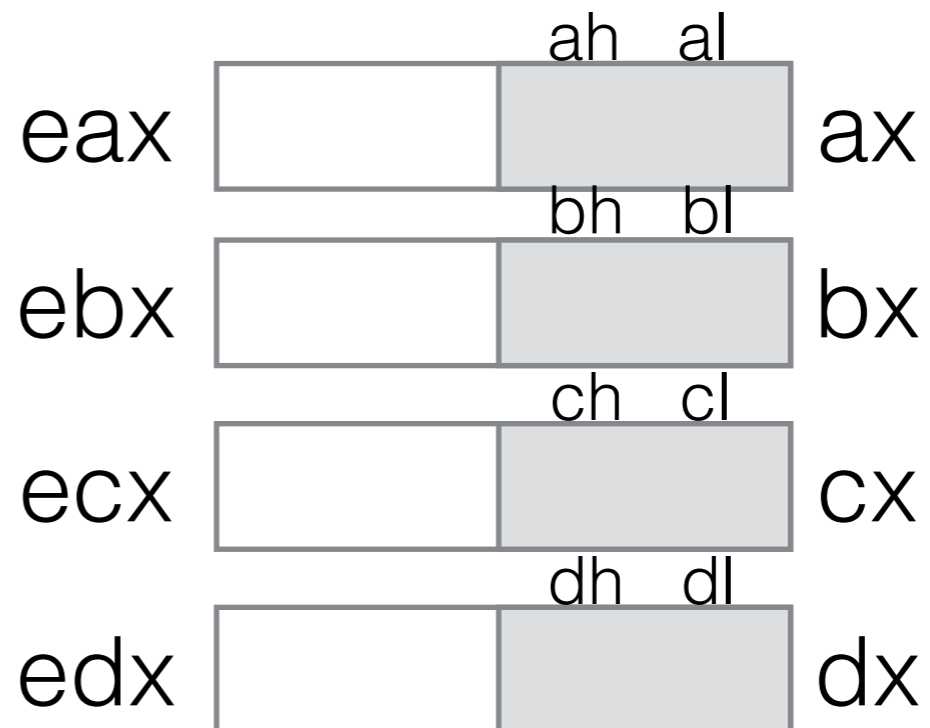 ah al
eax ax
bh bl
ebx bx
ch cl
ecx cx
dh dl
edx dx